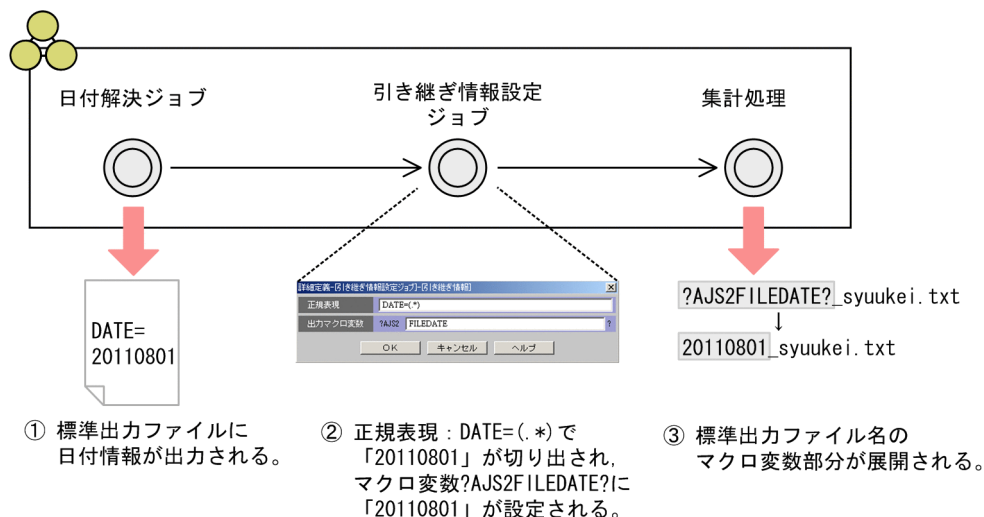 日付解決ジョブ
引き継ぎ情報設定
ジョブ
集計処理
DATE=
20110801
詳細定義-[引き継ぎ情報設定ジョブ]-[引き継ぎ情報]
正規表現
DATE=(.*)
出力マクロ変数
?AJS2
FILEDATE
?
OK
キャンセル
ヘルプ
?AJS2FILEDATE?_syuukei.txt
↓
20110801_syuukei.txt
① 標準出力ファイルに
日付情報が出力される。
② 正規表現：DATE=(.*)で
「20110801」が切り出され,
マクロ変数?AJS2FILEDATE?に
「20110801」が設定される。
③ 標準出力ファイル名の
マクロ変数部分が展開される。